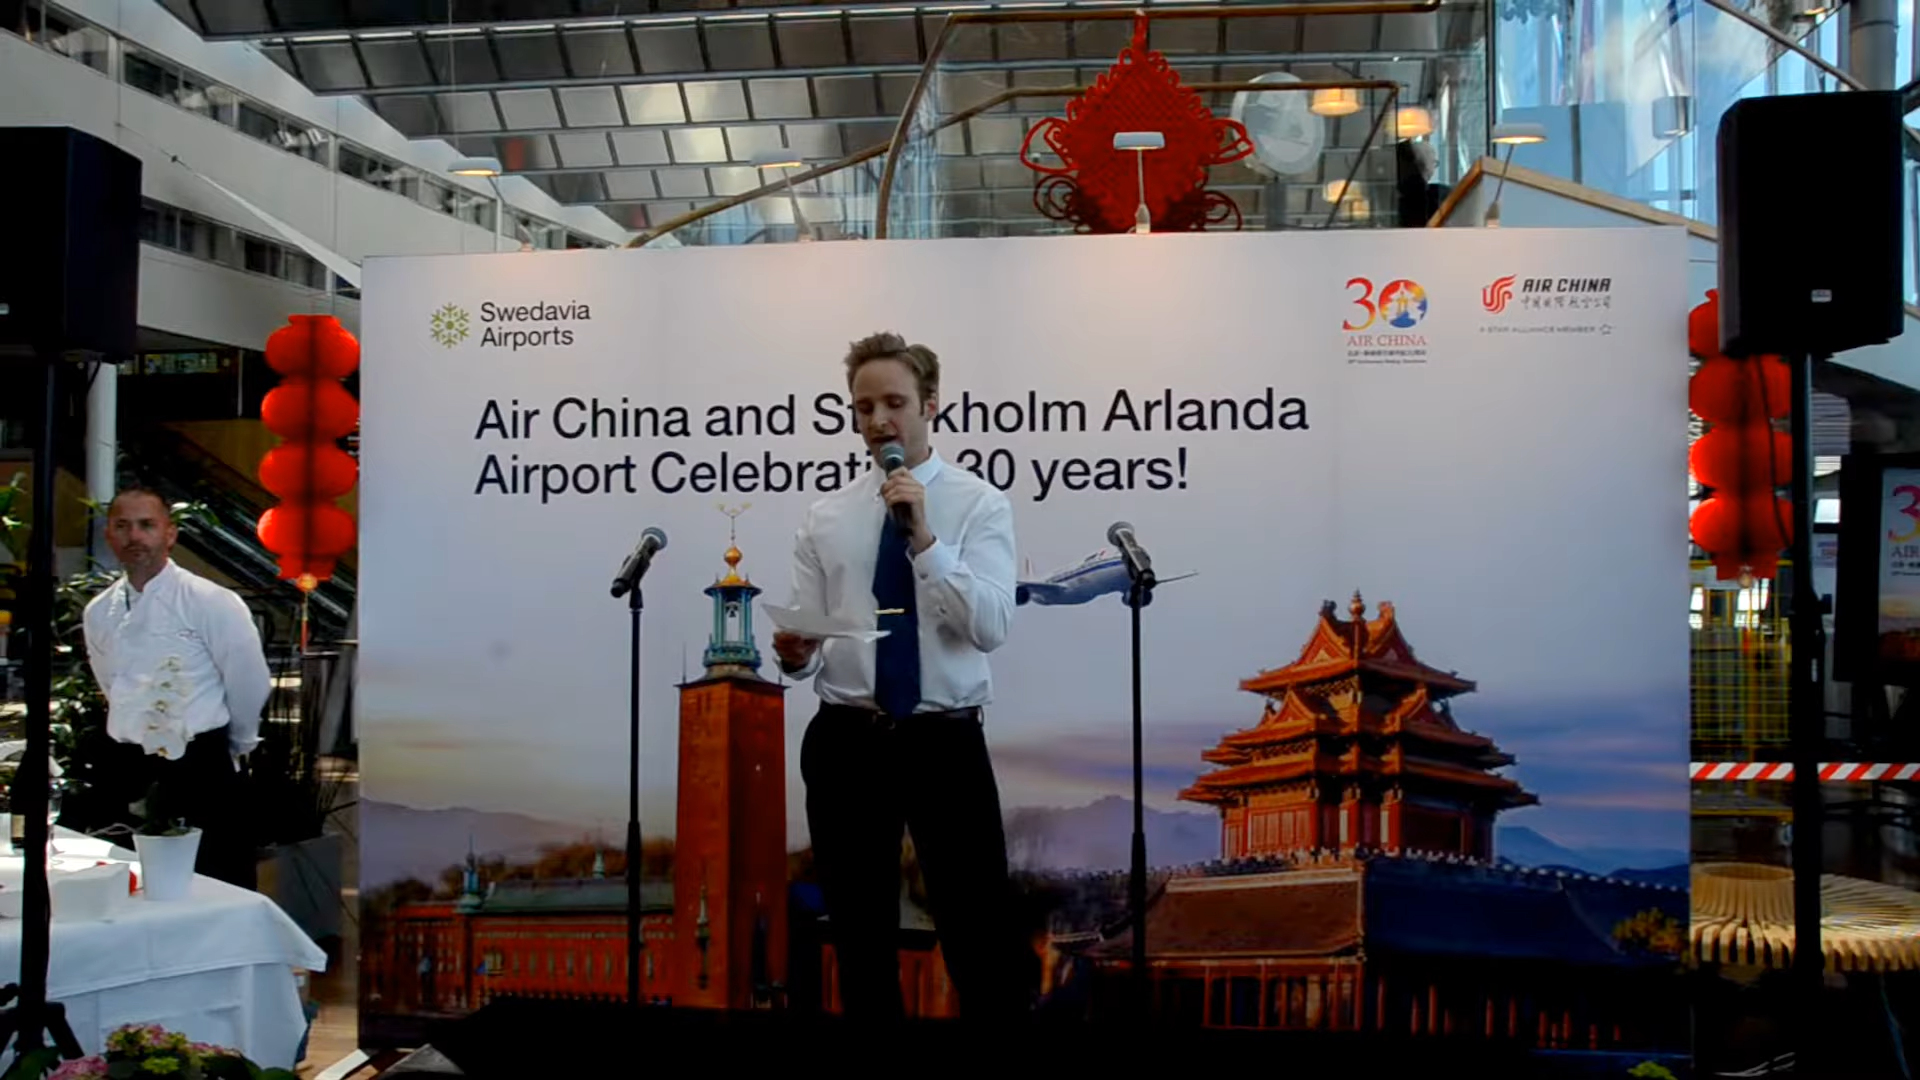 Swedavia
Airports
30
AIR CHINA
AIR CHINA
中国国际航空公司
A STAR ALLIANCE MEMBER
Air China and St kholm Arlanda
Airport Celebrati 30 years!